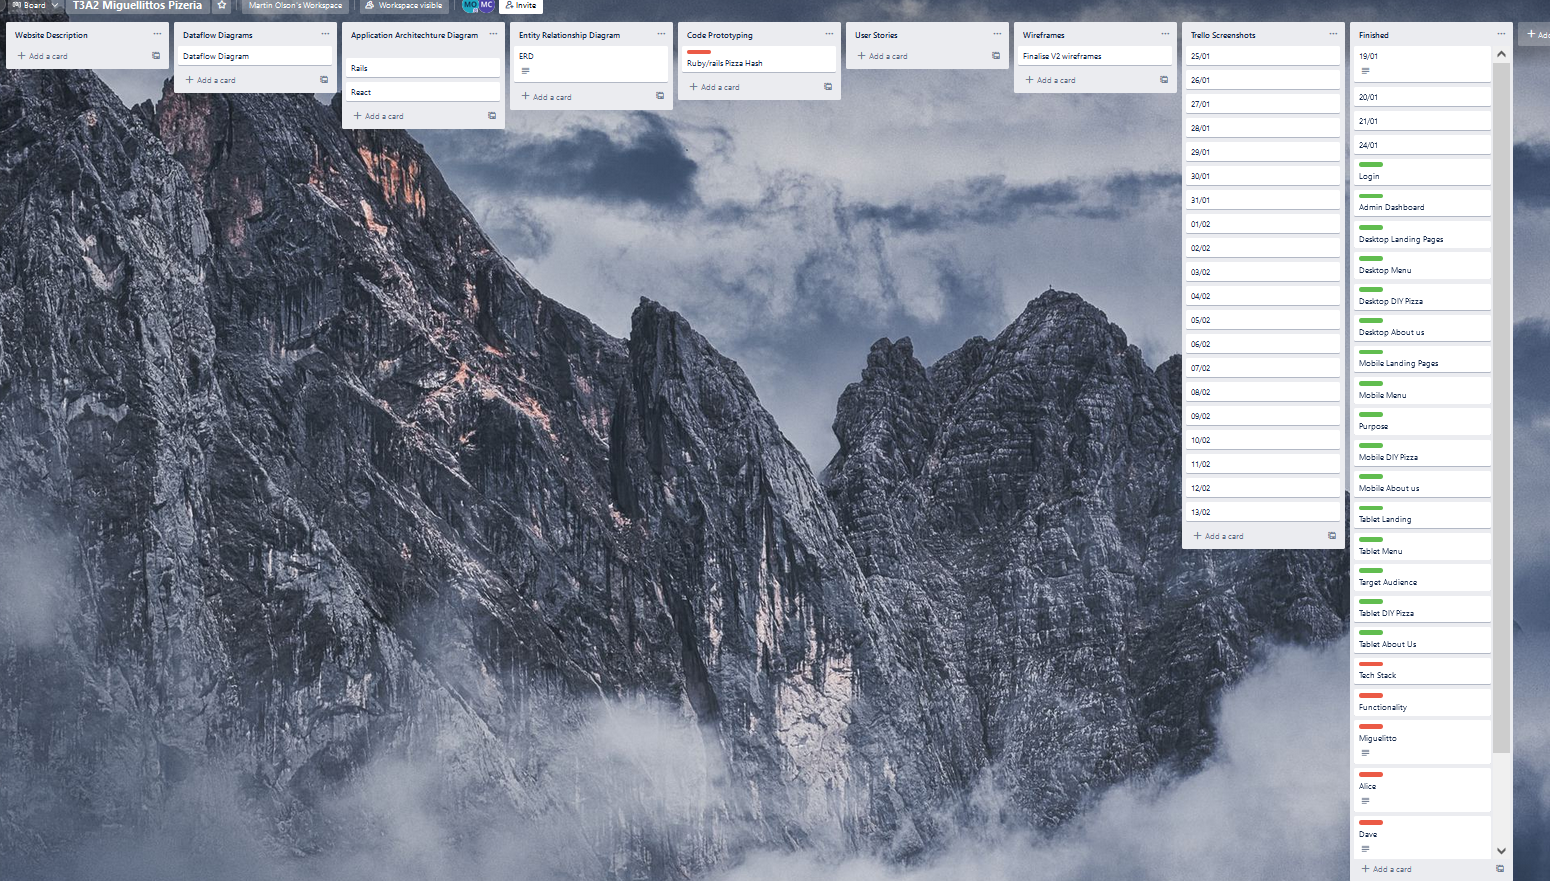 Board
T3A2 Miguellittos Pizeria
Martin Olson's Workspace
Workspace visible
MO
MC
Invite
Website Description
Add a card
Dataflow Diagrams
Dataflow Diagram
Add a card
Application Architechture Diagram
Rails
React
Add a card
Entity Relationship Diagram
ERD
Add a card
Code Prototyping
Ruby/rails Pizza Hash
Add a card
User Stories
Add a card
Wireframes
Finalise V2 wireframes
Add a card
Trello Screenshots
25/01
26/01
27/01
28/01
29/01
30/01
31/01
01/02
02/02
03/02
04/02
05/02
06/02
07/02
08/02
09/02
10/02
11/02
12/02
13/02
Add a card
Finished
19/01
20/01
21/01
24/01
Login
Admin Dashboard
Desktop Landing Pages
Desktop Menu
Desktop DIY Pizza
Desktop About us
Mobile Landing Pages
Mobile Menu
Purpose
Mobile DIY Pizza
Mobile About us
Tablet Landing
Tablet Menu
Target Audience
Tablet DIY Pizza
Tablet About Us
Tech Stack
Functionality
Miguelitto
Alice
Dave
Add a card
Add